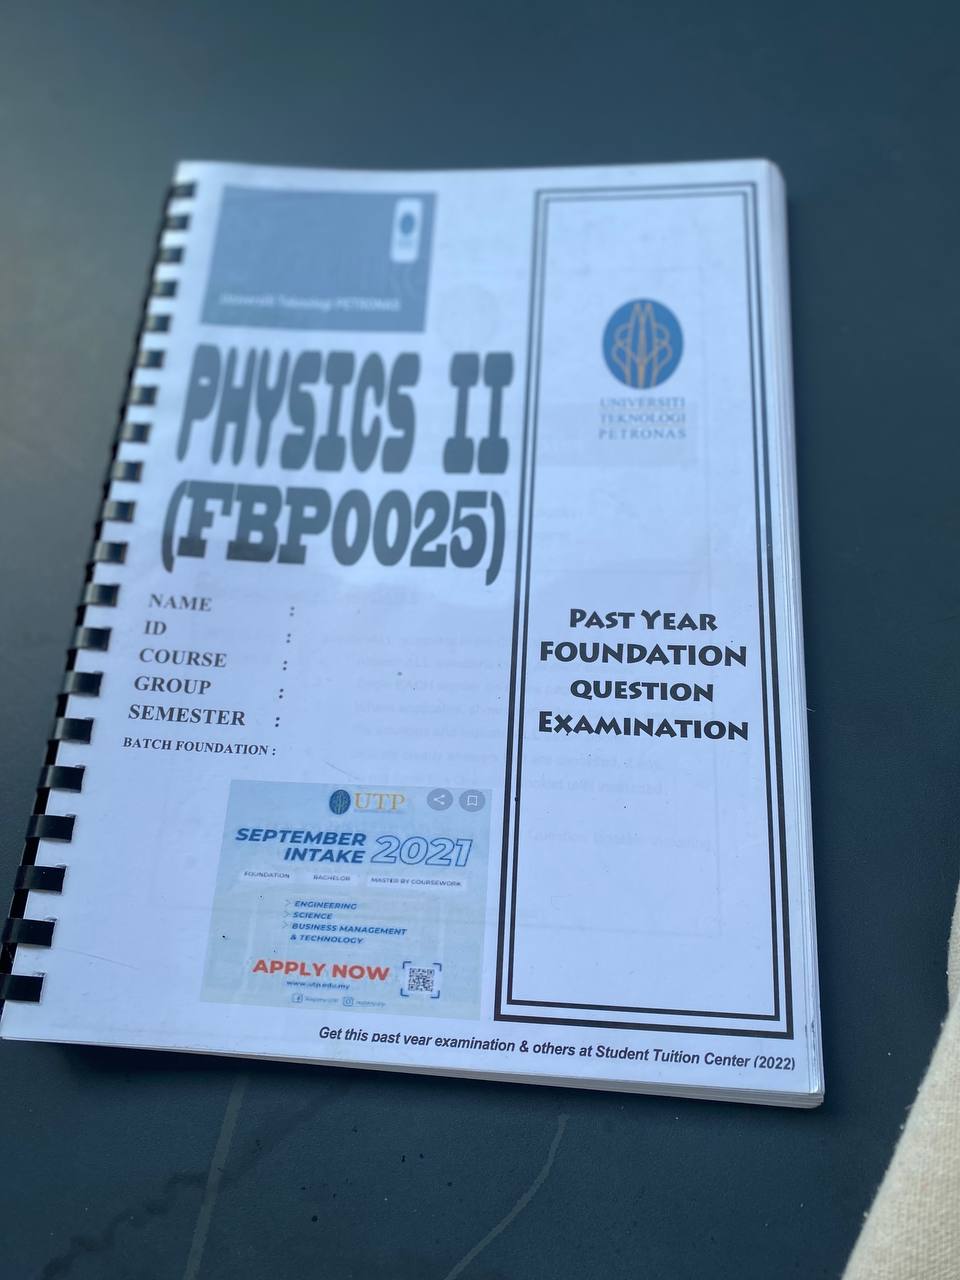 Universiti Teknologi PETRONAS
PHYSICS II
(FBP0025)
NAME :
ID :
COURSE :
GROUP :
SEMESTER :
BATCH FOUNDATION :
UTP
SEPTEMBER
INTAKE 2021
FOUNDATION BACHELOR MASTER BY COURSEWORK
> ENGINEERING
> SCIENCE
> BUSINESS MANAGEMENT
& TECHNOLOGY
APPLY NOW
www.utp.edu.my
UNIVERSITI
TEKNOLOGI
PETRONAS
PAST YEAR
FOUNDATION
QUESTION
EXAMINATION
Get this past year examination & others at Student Tuition Center (2022)